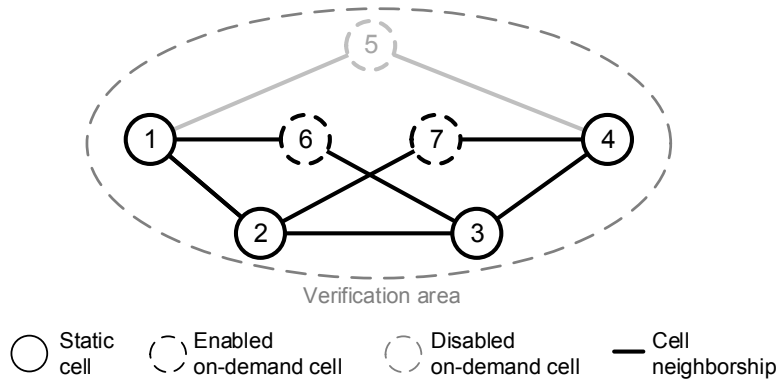 5
1
6
7
4
2
3
Verification area
Static
cell
Enabled
on-demand cell
Disabled
on-demand cell
Cell
neighborship